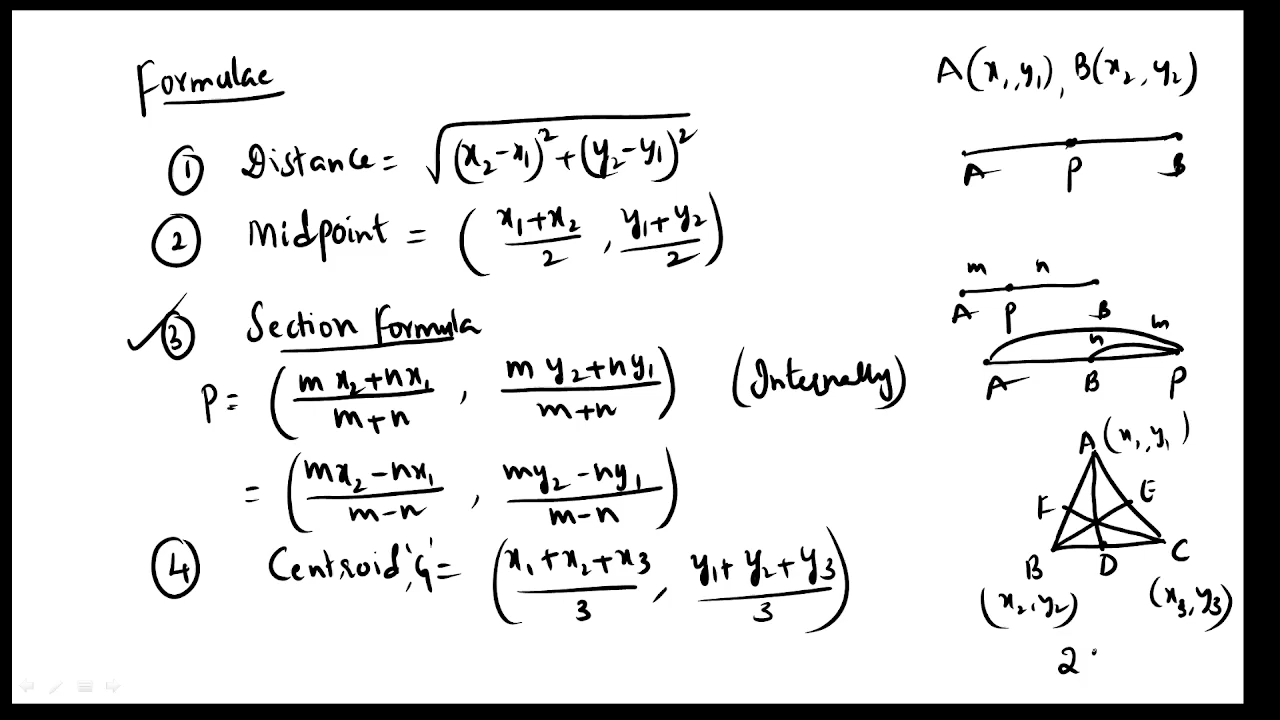 Formulae
A(x₁,y₁), B(x₂, y₂)
① Distance = √((x₂-x₁)²+(y₂-y₁)²)
A P B
② Midpoint = ( (x₁+x₂)/2 , (y₁+y₂)/2 )
m n
A P B
✓③ Section Formula
m
n
A B P
P = ( (m x₂+nx₁)/(m+n) , (m y₂+ny₁)/(m+n) ) (Internally)
= ( (mx₂-nx₁)/(m-n) , (my₂-ny₁)/(m-n) )
A(x₁,y₁)
F E
B D C
(x₂,y₂) (x₃,y₃)
④ Centroid 'G' = ( (x₁+x₂+x3)/3 , (y₁+y₂+y3)/3 )
2 :